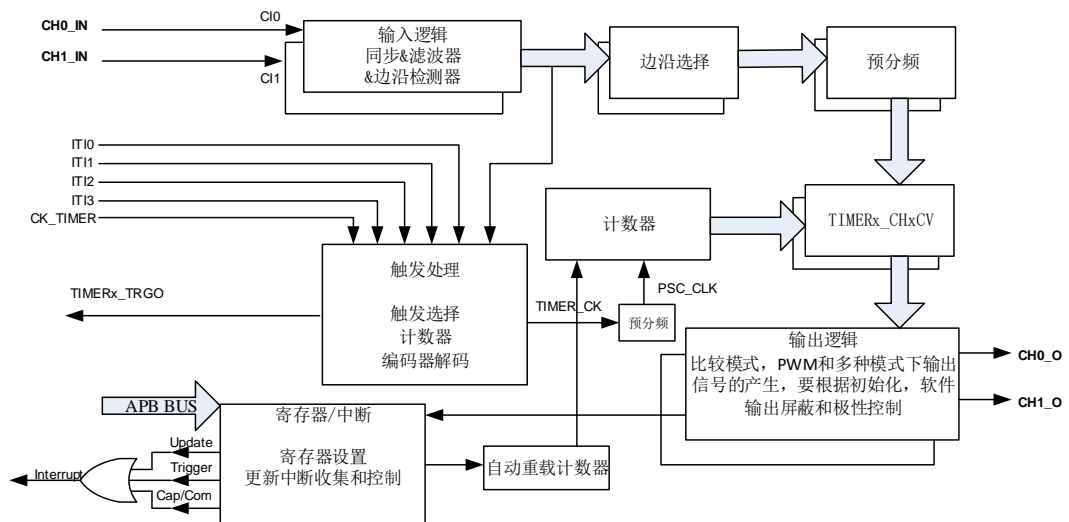 CH0_IN
CH1_IN
CI0
CI1
输入逻辑
同步&滤波器
&边沿检测器
边沿选择
预分频
ITI0
ITI1
ITI2
ITI3
CK_TIMER
计数器
TIMERx_CHxCV
触发处理
触发选择
计数器
编码器解码
TIMERx_TRGO
TIMER_CK
PSC_CLK
预分频
输出逻辑
比较模式，PWM和多种模式下输出
信号的产生，要根据初始化，软件
输出屏蔽和极性控制
CH0_O
CH1_O
APB BUS
寄存器/中断
寄存器设置
更新中断收集和控制
自动重载计数器
Update
Trigger
Cap/Com
Interrupt